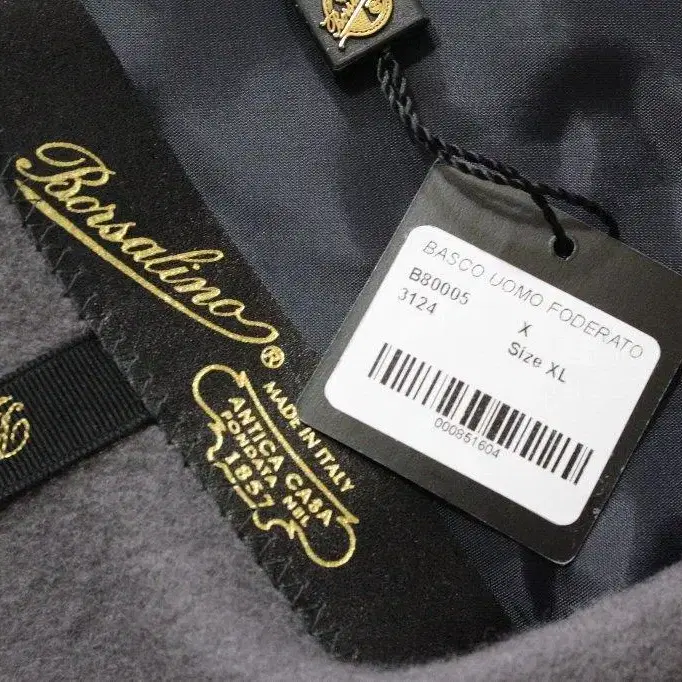 Borsalino®
MADE IN ITALY
ANTICA CASA
FONDATA NEL
1857
BASCO UOMO FODERATO
B80005
3124
X
Size XL
000851604